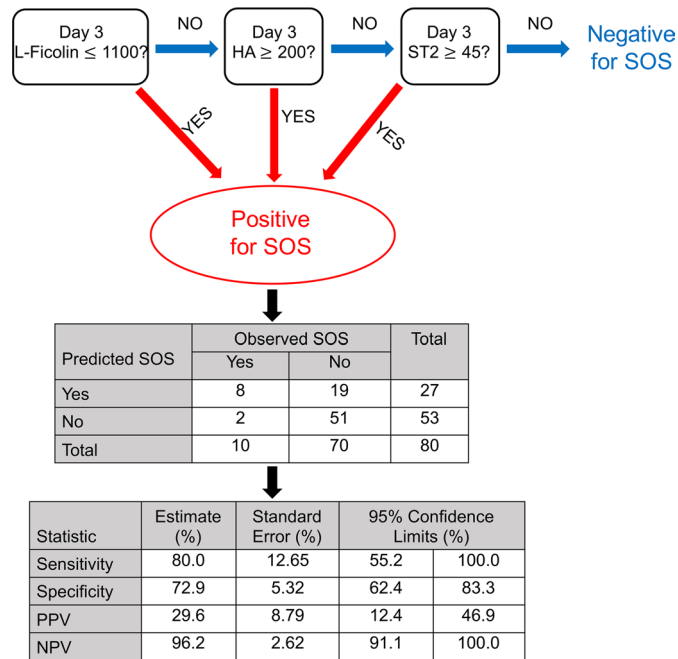 Day 3
L-Ficolin ≤ 1100?
NO
Day 3
HA ≥ 200?
NO
Day 3
ST2 ≥ 45?
NO
Negative
for SOS
YES
YES
YES
Positive
for SOS
Predicted SOS
Observed SOS
Total
Yes
No
Yes 8 19 27
No 2 51 53
Total 10 70 80
Statistic
Estimate
(%)
Standard
Error (%)
95% Confidence
Limits (%)
Sensitivity 80.0 12.65 55.2 100.0
Specificity 72.9 5.32 62.4 83.3
PPV 29.6 8.79 12.4 46.9
NPV 96.2 2.62 91.1 100.0